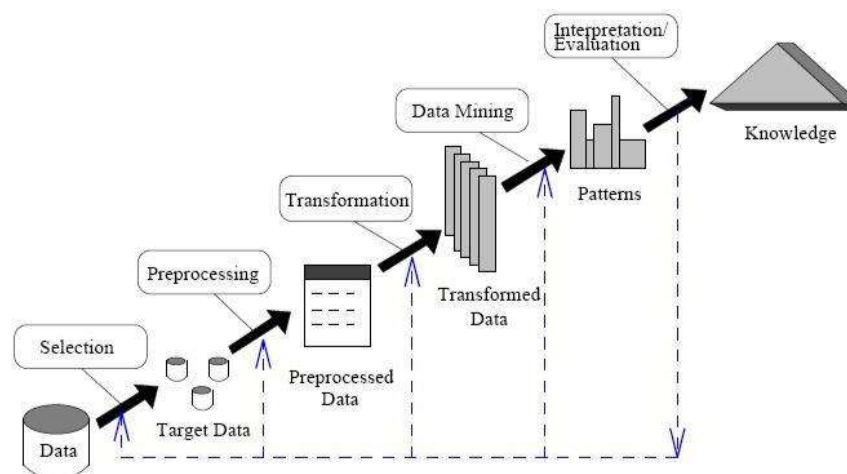 Interpretation/
Evaluation
Knowledge
Data Mining
Patterns
Transformation
Transformed
Data
Preprocessing
Preprocessed
Data
Selection
Target Data
Data